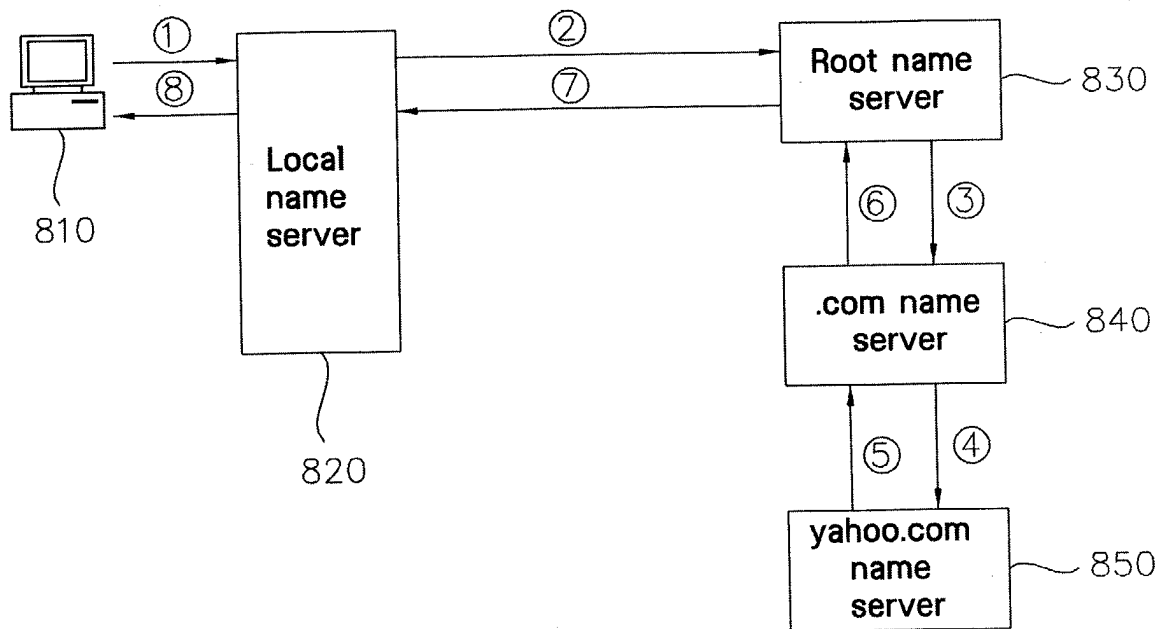 ①
②
Root name
server
830
⑧
⑦
Local
name
server
810
⑥
③
.com name
server
840
820
⑤
④
yahoo.com
name
server
850